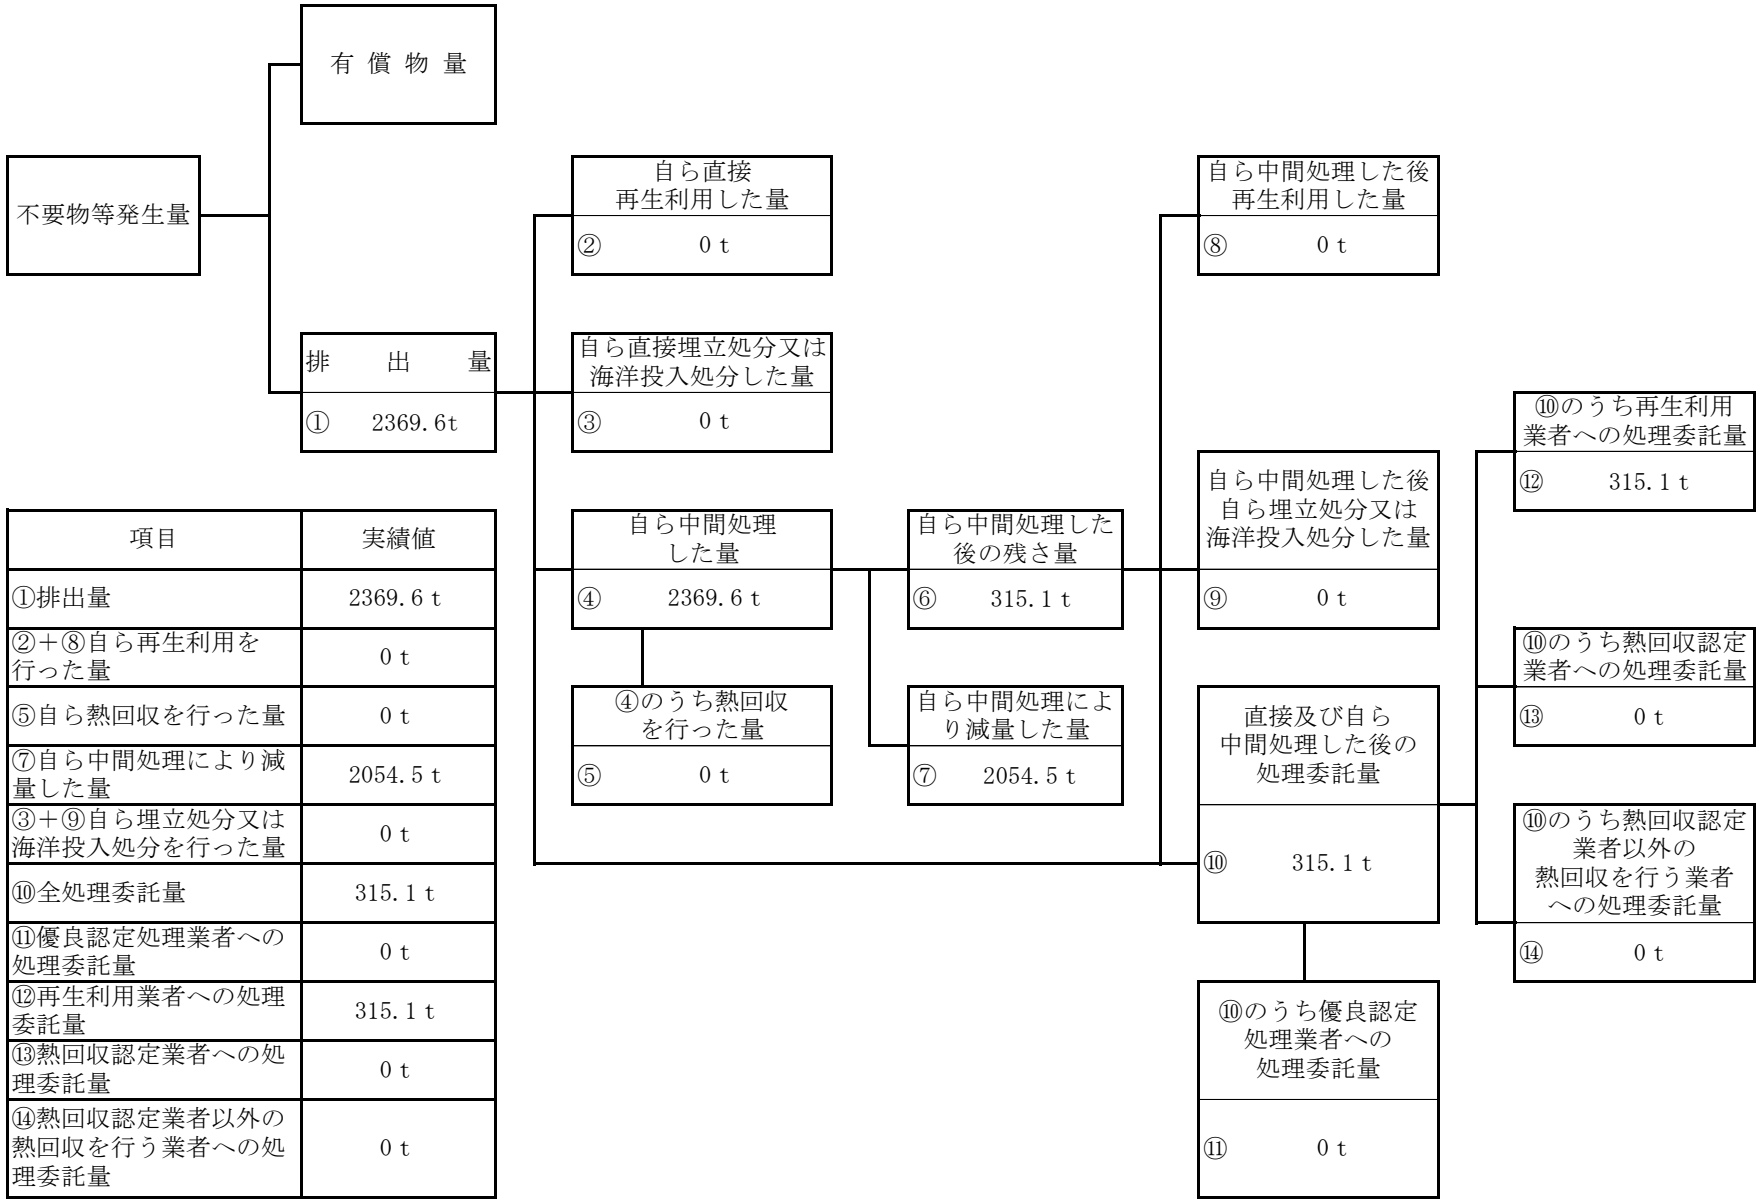 有償物量
不要物等発生量
排出量
① 2369.6t
自ら直接
再生利用した量
② 0 t
自ら直接埋立処分又は
海洋投入処分した量
③ 0 t
自ら中間処理
した量
④ 2369.6 t
④のうち熱回収
を行った量
⑤ 0 t
自ら中間処理した
後の残さ量
⑥ 315.1 t
自ら中間処理によ
り減量した量
⑦ 2054.5 t
自ら中間処理した後
再生利用した量
⑧ 0 t
自ら中間処理した後
自ら埋立処分又は
海洋投入処分した量
⑨ 0 t
直接及び自ら
中間処理した後の
処理委託量
⑩ 315.1 t
⑩のうち優良認定
処理業者への
処理委託量
⑪ 0 t
⑩のうち再生利用
業者への処理委託量
⑫ 315.1 t
⑩のうち熱回収認定
業者への処理委託量
⑬ 0 t
⑩のうち熱回収認定
業者以外の
熱回収を行う業者
への処理委託量
⑭ 0 t
項目 実績値
①排出量 2369.6 t
②+⑧自ら再生利用を
行った量 0 t
⑤自ら熱回収を行った量 0 t
⑦自ら中間処理により減
量した量 2054.5 t
③+⑨自ら埋立処分又は
海洋投入処分を行った量 0 t
⑩全処理委託量 315.1 t
⑪優良認定処理業者への
処理委託量 0 t
⑫再生利用業者への処理
委託量 315.1 t
⑬熱回収認定業者への処
理委託量 0 t
⑭熱回収認定業者以外の
熱回収を行う業者への処
理委託量 0 t